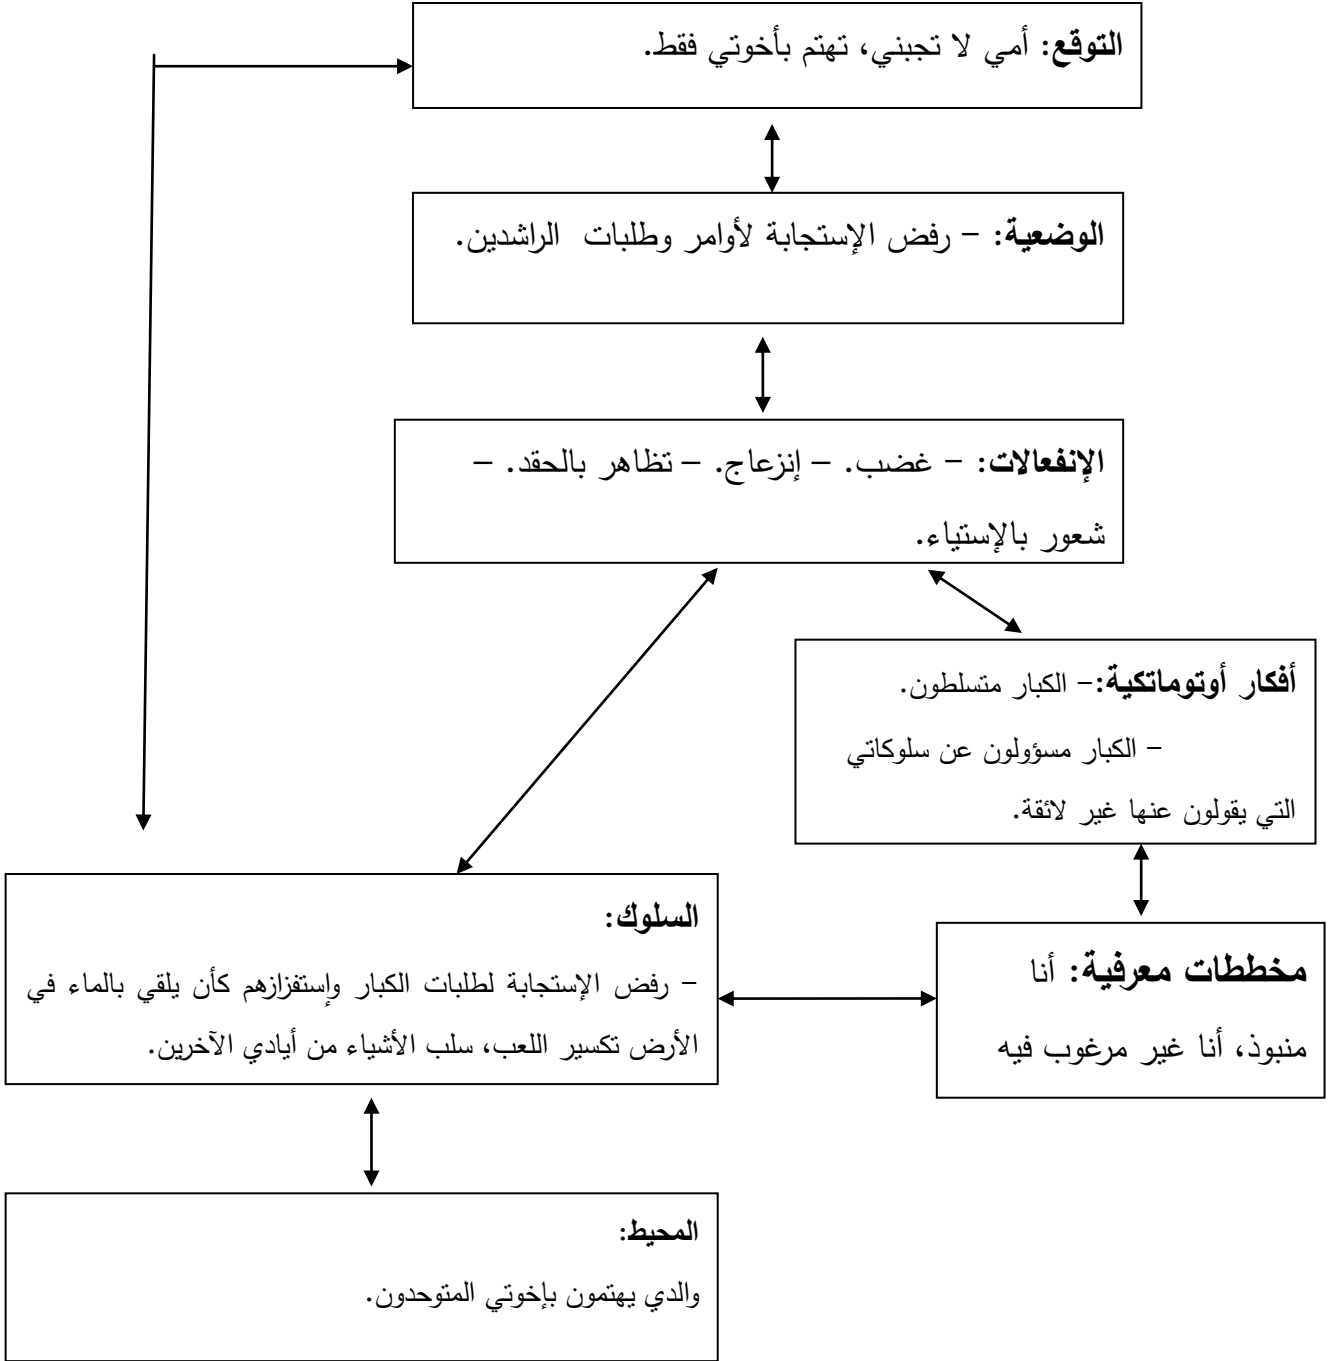 التوقع: أمي لا تجبني، تهتم بأخوتي فقط.
الوضعية: – رفض الإستجابة لأوامر وطلبات الراشدين.
الإنفعالات: – غضب. – إنزعاج. – تظاهر بالحقد. –
شعور بالإستياء.
أفكار أوتوماتكية:– الكبار متسلطون.
– الكبار مسؤولون عن سلوكاتي
التي يقولون عنها غير لائقة.
السلوك:
– رفض الإستجابة لطلبات الكبار وإستفزازهم كأن يلقي بالماء في
الأرض تكسير اللعب، سلب الأشياء من أيادي الآخرين.
مخططات معرفية: أنا
منبوذ، أنا غير مرغوب فيه
المحيط:
والدي يهتمون بإخوتي المتوحدون.